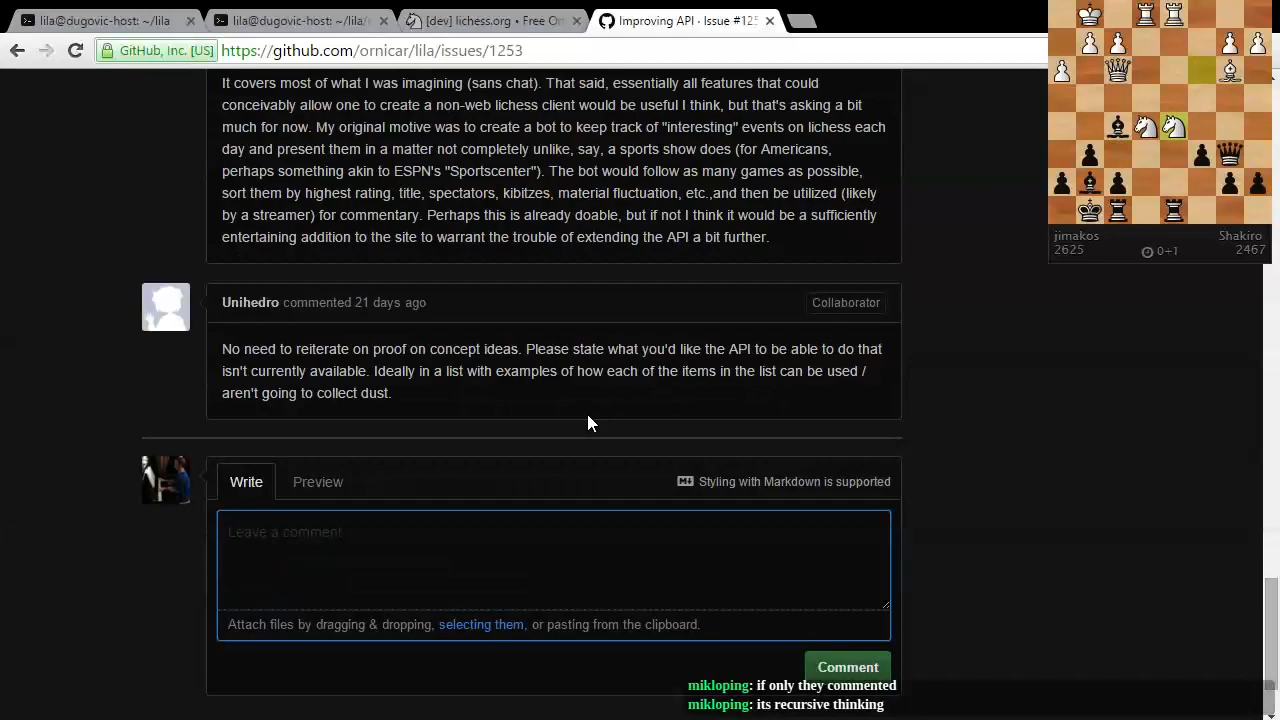 lila@dugovic-host: ~/lila
lila@dugovic-host: ~/lila/
[dev] lichess.org • Free On
Improving API · Issue #125
GitHub, Inc. [US]
https://github.com/ornicar/lila/issues/1253
It covers most of what I was imagining (sans chat). That said, essentially all features that could
conceivably allow one to create a non-web lichess client would be useful I think, but that's asking a bit
much for now. My original motive was to create a bot to keep track of "interesting" events on lichess each
day and present them in a matter not completely unlike, say, a sports show does (for Americans,
perhaps something akin to ESPN's "Sportscenter"). The bot would follow as many games as possible,
sort them by highest rating, title, spectators, kibitzes, material fluctuation, etc.,and then be utilized (likely
by a streamer) for commentary. Perhaps this is already doable, but if not I think it would be a sufficiently
entertaining addition to the site to warrant the trouble of extending the API a bit further.
jimakos
2625
0+1
Shakiro
2467
Unihedro commented 21 days ago
Collaborator
No need to reiterate on proof on concept ideas. Please state what you'd like the API to be able to do that
isn't currently available. Ideally in a list with examples of how each of the items in the list can be used /
aren't going to collect dust.
Write
Preview
Styling with Markdown is supported
Leave a comment
Attach files by dragging & dropping, selecting them, or pasting from the clipboard.
Comment
mikloping: if only they commented
mikloping: its recursive thinking